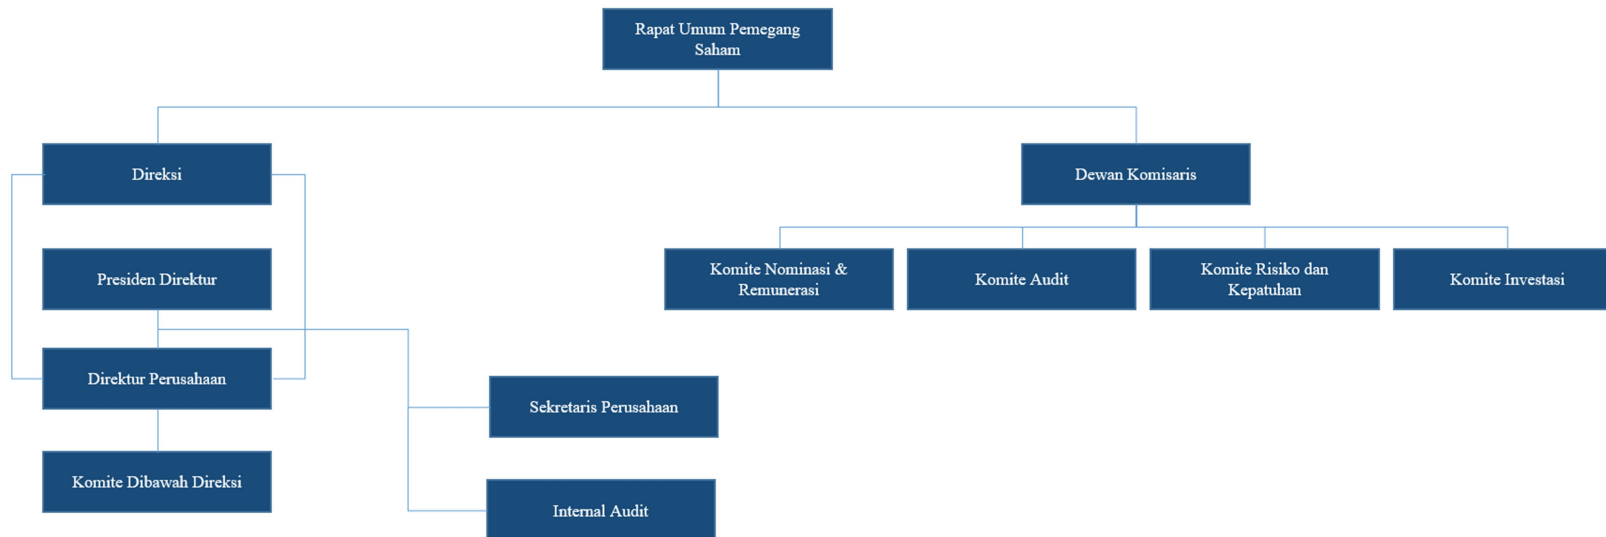 Rapat Umum Pemegang
Saham
Direksi
Dewan Komisaris
Presiden Direktur
Komite Nominasi &
Remunerasi
Komite Audit
Komite Risiko dan
Kepatuhan
Komite Investasi
Direktur Perusahaan
Sekretaris Perusahaan
Komite Dibawah Direksi
Internal Audit